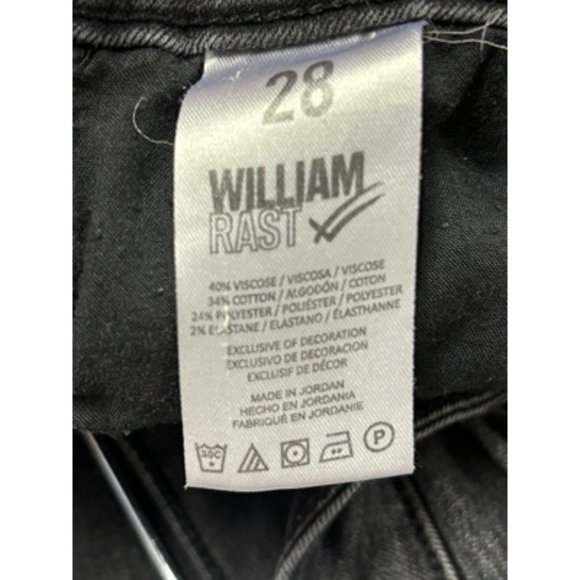 28
WILLIAM
RAST
40% VISCOSE / VISCOSA / VISCOSE
34% COTTON / ALGODÓN / COTON
24% POLYESTER / POLIÉSTER / POLYESTER
2% ELASTANE / ELASTANO / ÉLASTHANNE
EXCLUSIVE OF DECORATION
EXCLUSIVO DE DECORACION
EXCLUSIF DE DÉCOR
MADE IN JORDAN
HECHO EN JORDANIA
FABRIQUÉ EN JORDANIE
30C P